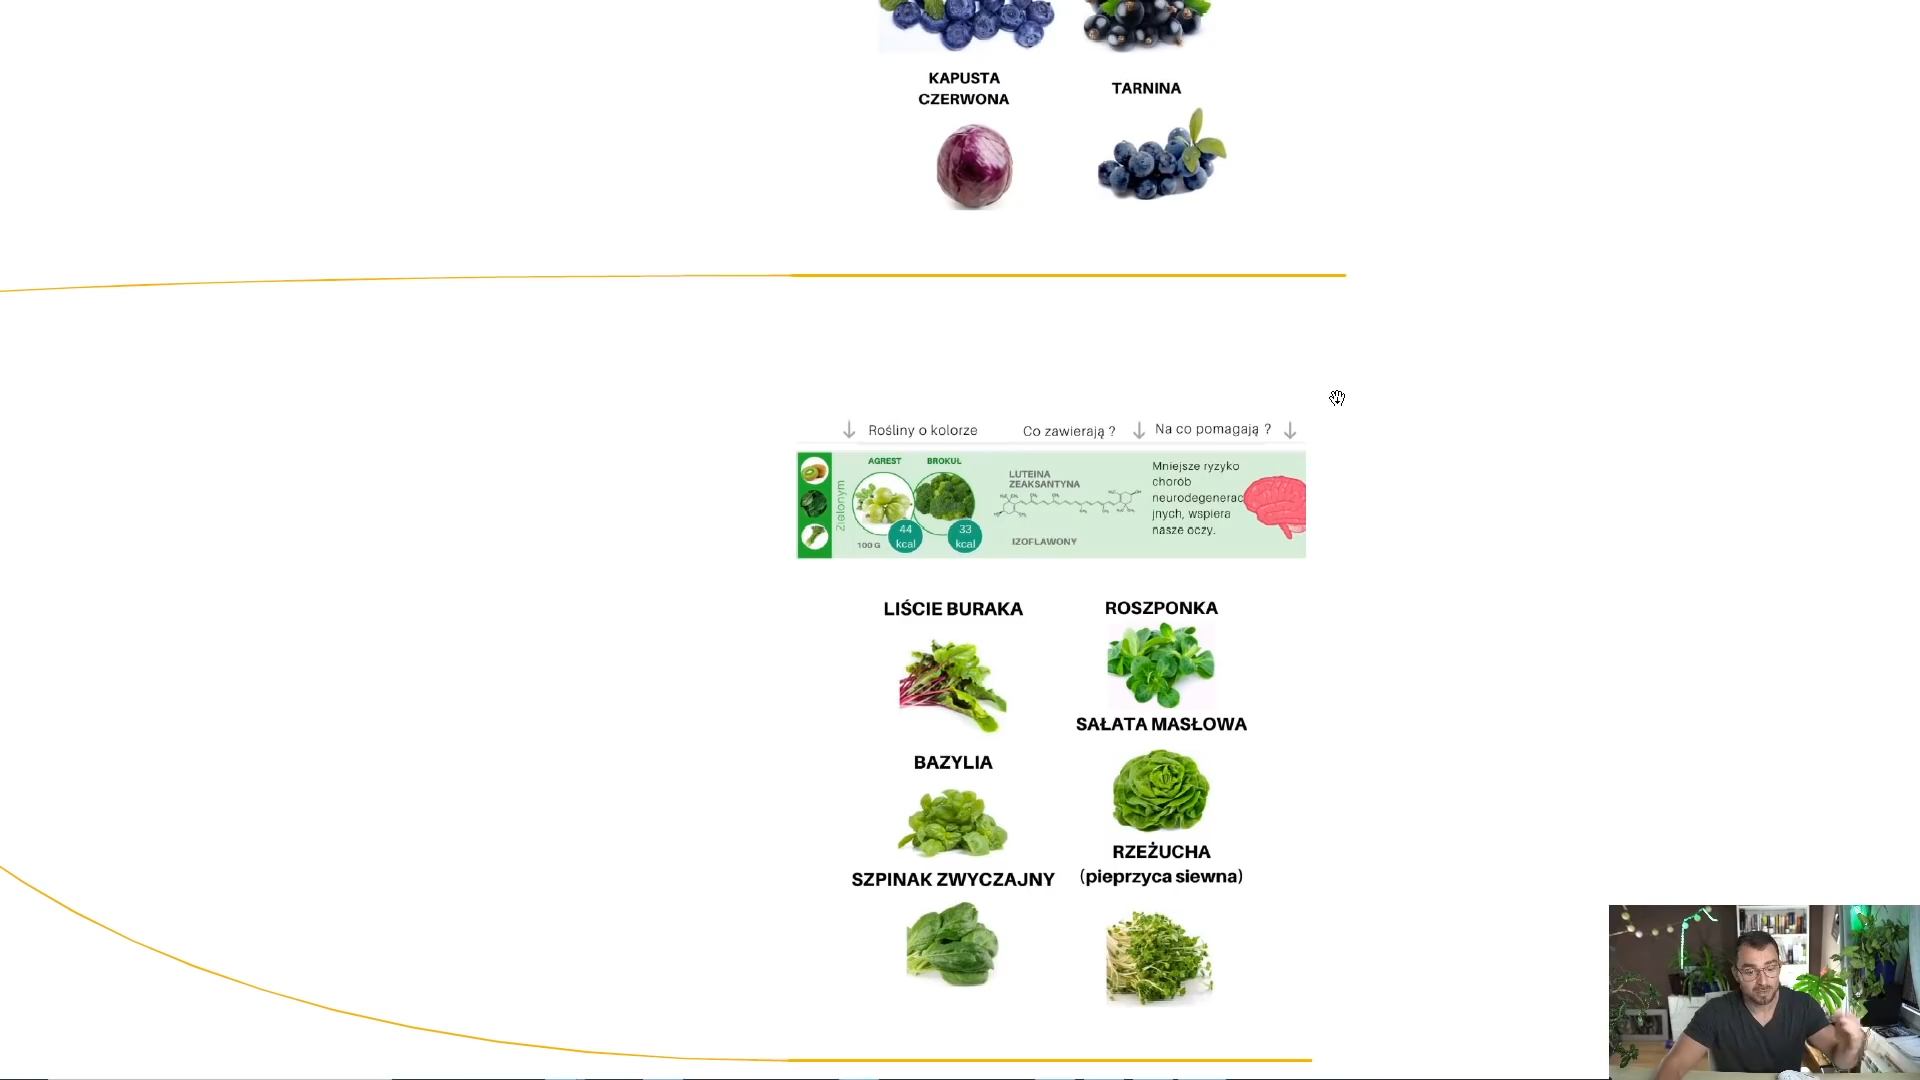 KAPUSTA
CZERWONA
TARNINA
Rośliny o kolorze
Co zawierają ?
Na co pomagają ?
Zielonym
AGREST
BROKUŁ
100 G
44
kcal
33
kcal
LUTEINA
ZEAKSANTYNA
IZOFLAWONY
Mniejsze ryzyko
chorób
neurodegenerac
jnych, wspiera
nasze oczy.
LIŚCIE BURAKA
ROSZPONKA
SAŁATA MASŁOWA
BAZYLIA
RZEŻUCHA
(pieprzyca siewna)
SZPINAK ZWYCZAJNY